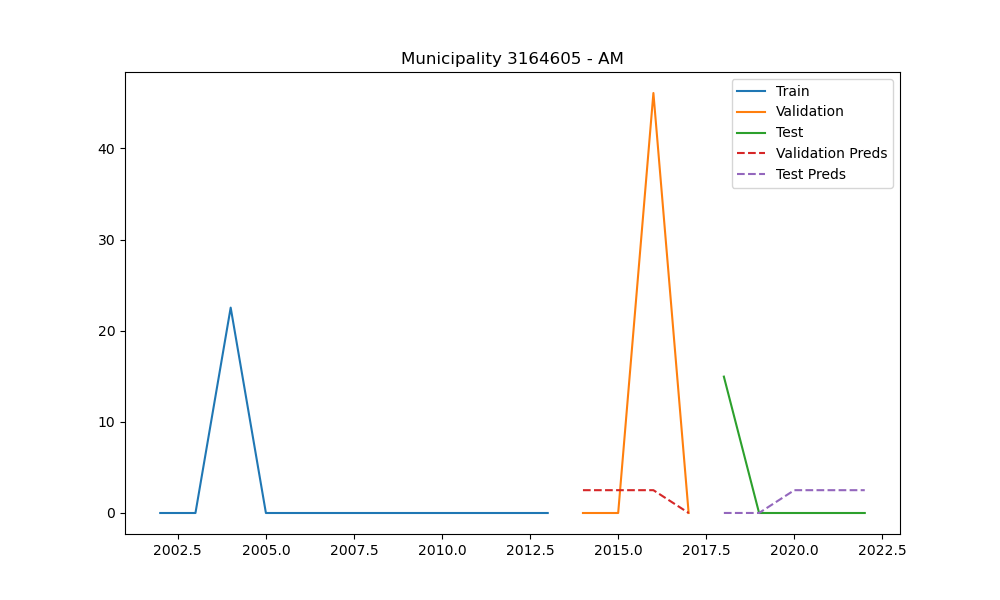 Municipality 3164605 - AM
Train
Validation
Test
Validation Preds
Test Preds
40
30
20
10
0
2002.5 2005.0 2007.5 2010.0 2012.5 2015.0 2017.5 2020.0 2022.5